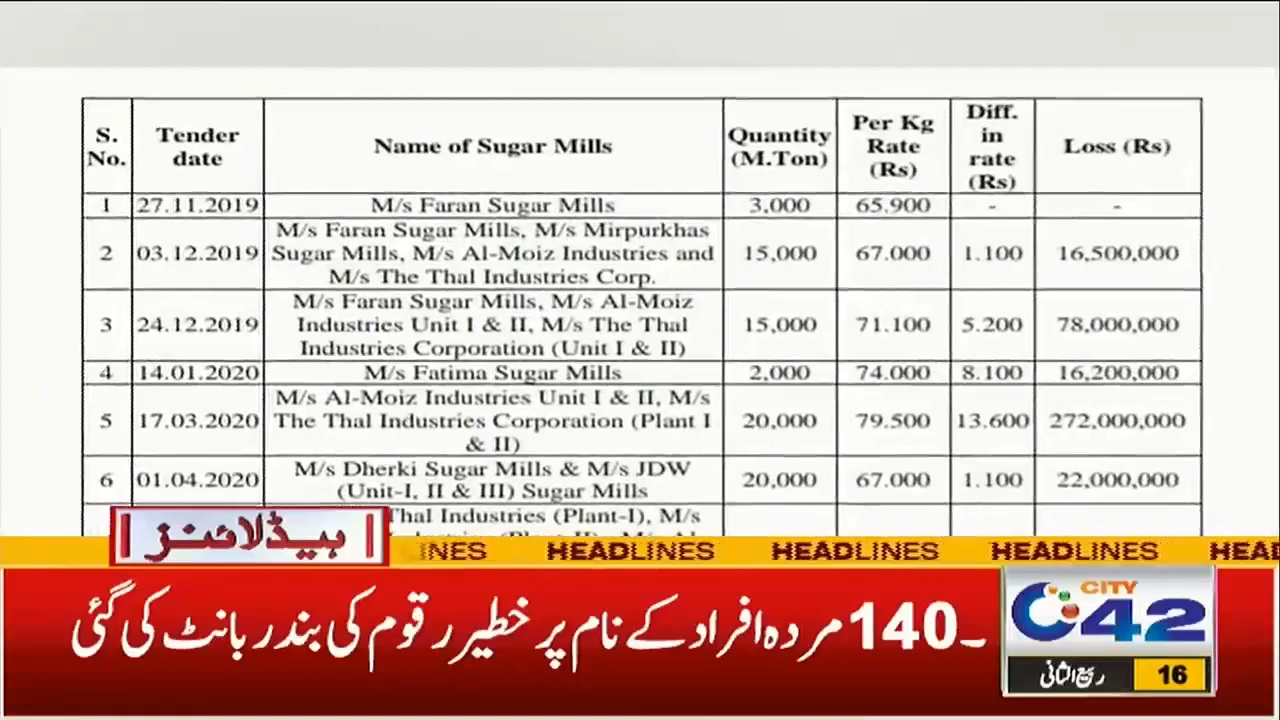 S. No. Tender date Name of Sugar Mills Quantity (M.Ton) Per Kg Rate (Rs) Diff. in rate (Rs) Loss (Rs)
1 27.11.2019 M/s Faran Sugar Mills 3,000 65.900 - -
2 03.12.2019 M/s Faran Sugar Mills, M/s Mirpurkhas Sugar Mills, M/s Al-Moiz Industries and M/s The Thal Industries Corp. 15,000 67.000 1.100 16,500,000
3 24.12.2019 M/s Faran Sugar Mills, M/s Al-Moiz Industries Unit I & II, M/s The Thal Industries Corporation (Unit I & II) 15,000 71.100 5.200 78,000,000
4 14.01.2020 M/s Fatima Sugar Mills 2,000 74.000 8.100 16,200,000
5 17.03.2020 M/s Al-Moiz Industries Unit I & II, M/s The Thal Industries Corporation (Plant I & II) 20,000 79.500 13.600 272,000,000
6 01.04.2020 M/s Dherki Sugar Mills & M/s JDW (Unit-I, II & III) Sugar Mills 20,000 67.000 1.100 22,000,000
Thal Industries (Plant-I), M/s
ہیڈلائنز
INES HEADLINES HEADLINES HEADLINES HEAD
۔140 مردہ افراد کے نام پر خطیر رقوم کی بندر بانٹ کی گئی
CITY
42
ربیع الثانی 16